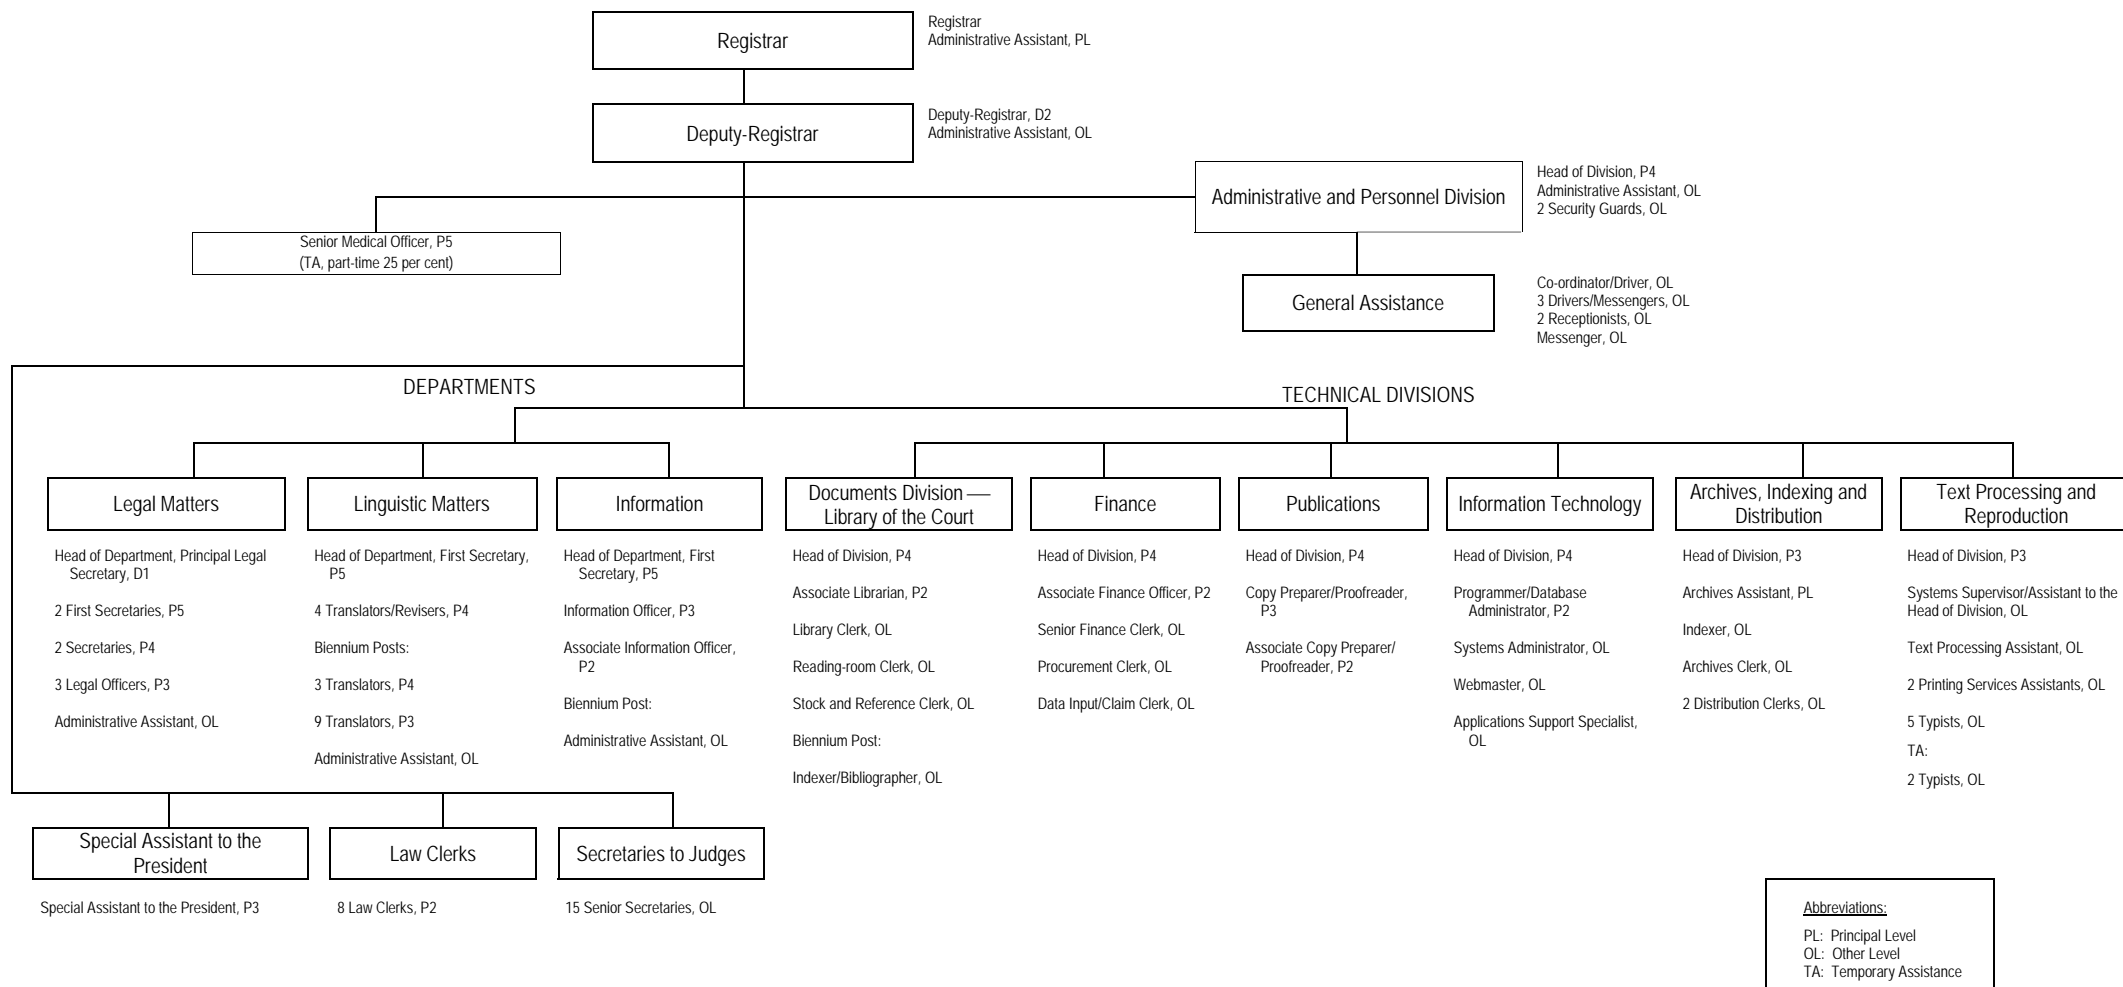 Registrar
Registrar
Administrative Assistant, PL
Deputy-Registrar
Deputy-Registrar, D2
Administrative Assistant, OL
Administrative and Personnel Division
Head of Division, P4
Administrative Assistant, OL
2 Security Guards, OL
Senior Medical Officer, P5
(TA, part-time 25 per cent)
General Assistance
Co-ordinator/Driver, OL
3 Drivers/Messengers, OL
2 Receptionists, OL
Messenger, OL
DEPARTMENTS
TECHNICAL DIVISIONS
Legal Matters
Head of Department, Principal Legal
Secretary, D1
2 First Secretaries, P5
2 Secretaries, P4
3 Legal Officers, P3
Administrative Assistant, OL
Linguistic Matters
Head of Department, First Secretary,
P5
4 Translators/Revisers, P4
Biennium Posts:
3 Translators, P4
9 Translators, P3
Administrative Assistant, OL
Information
Head of Department, First
Secretary, P5
Information Officer, P3
Associate Information Officer,
P2
Biennium Post:
Administrative Assistant, OL
Documents Division —
Library of the Court
Head of Division, P4
Associate Librarian, P2
Library Clerk, OL
Reading-room Clerk, OL
Stock and Reference Clerk, OL
Biennium Post:
Indexer/Bibliographer, OL
Finance
Head of Division, P4
Associate Finance Officer, P2
Senior Finance Clerk, OL
Procurement Clerk, OL
Data Input/Claim Clerk, OL
Publications
Head of Division, P4
Copy Preparer/Proofreader,
P3
Associate Copy Preparer/
Proofreader, P2
Information Technology
Head of Division, P4
Programmer/Database
Administrator, P2
Systems Administrator, OL
Webmaster, OL
Applications Support Specialist,
OL
Archives, Indexing and
Distribution
Head of Division, P3
Archives Assistant, PL
Indexer, OL
Archives Clerk, OL
2 Distribution Clerks, OL
Text Processing and
Reproduction
Head of Division, P3
Systems Supervisor/Assistant to the
Head of Division, OL
Text Processing Assistant, OL
2 Printing Services Assistants, OL
5 Typists, OL
TA:
2 Typists, OL
Special Assistant to the
President
Special Assistant to the President, P3
Law Clerks
8 Law Clerks, P2
Secretaries to Judges
15 Senior Secretaries, OL
Abbreviations:
PL: Principal Level
OL: Other Level
TA: Temporary Assistance